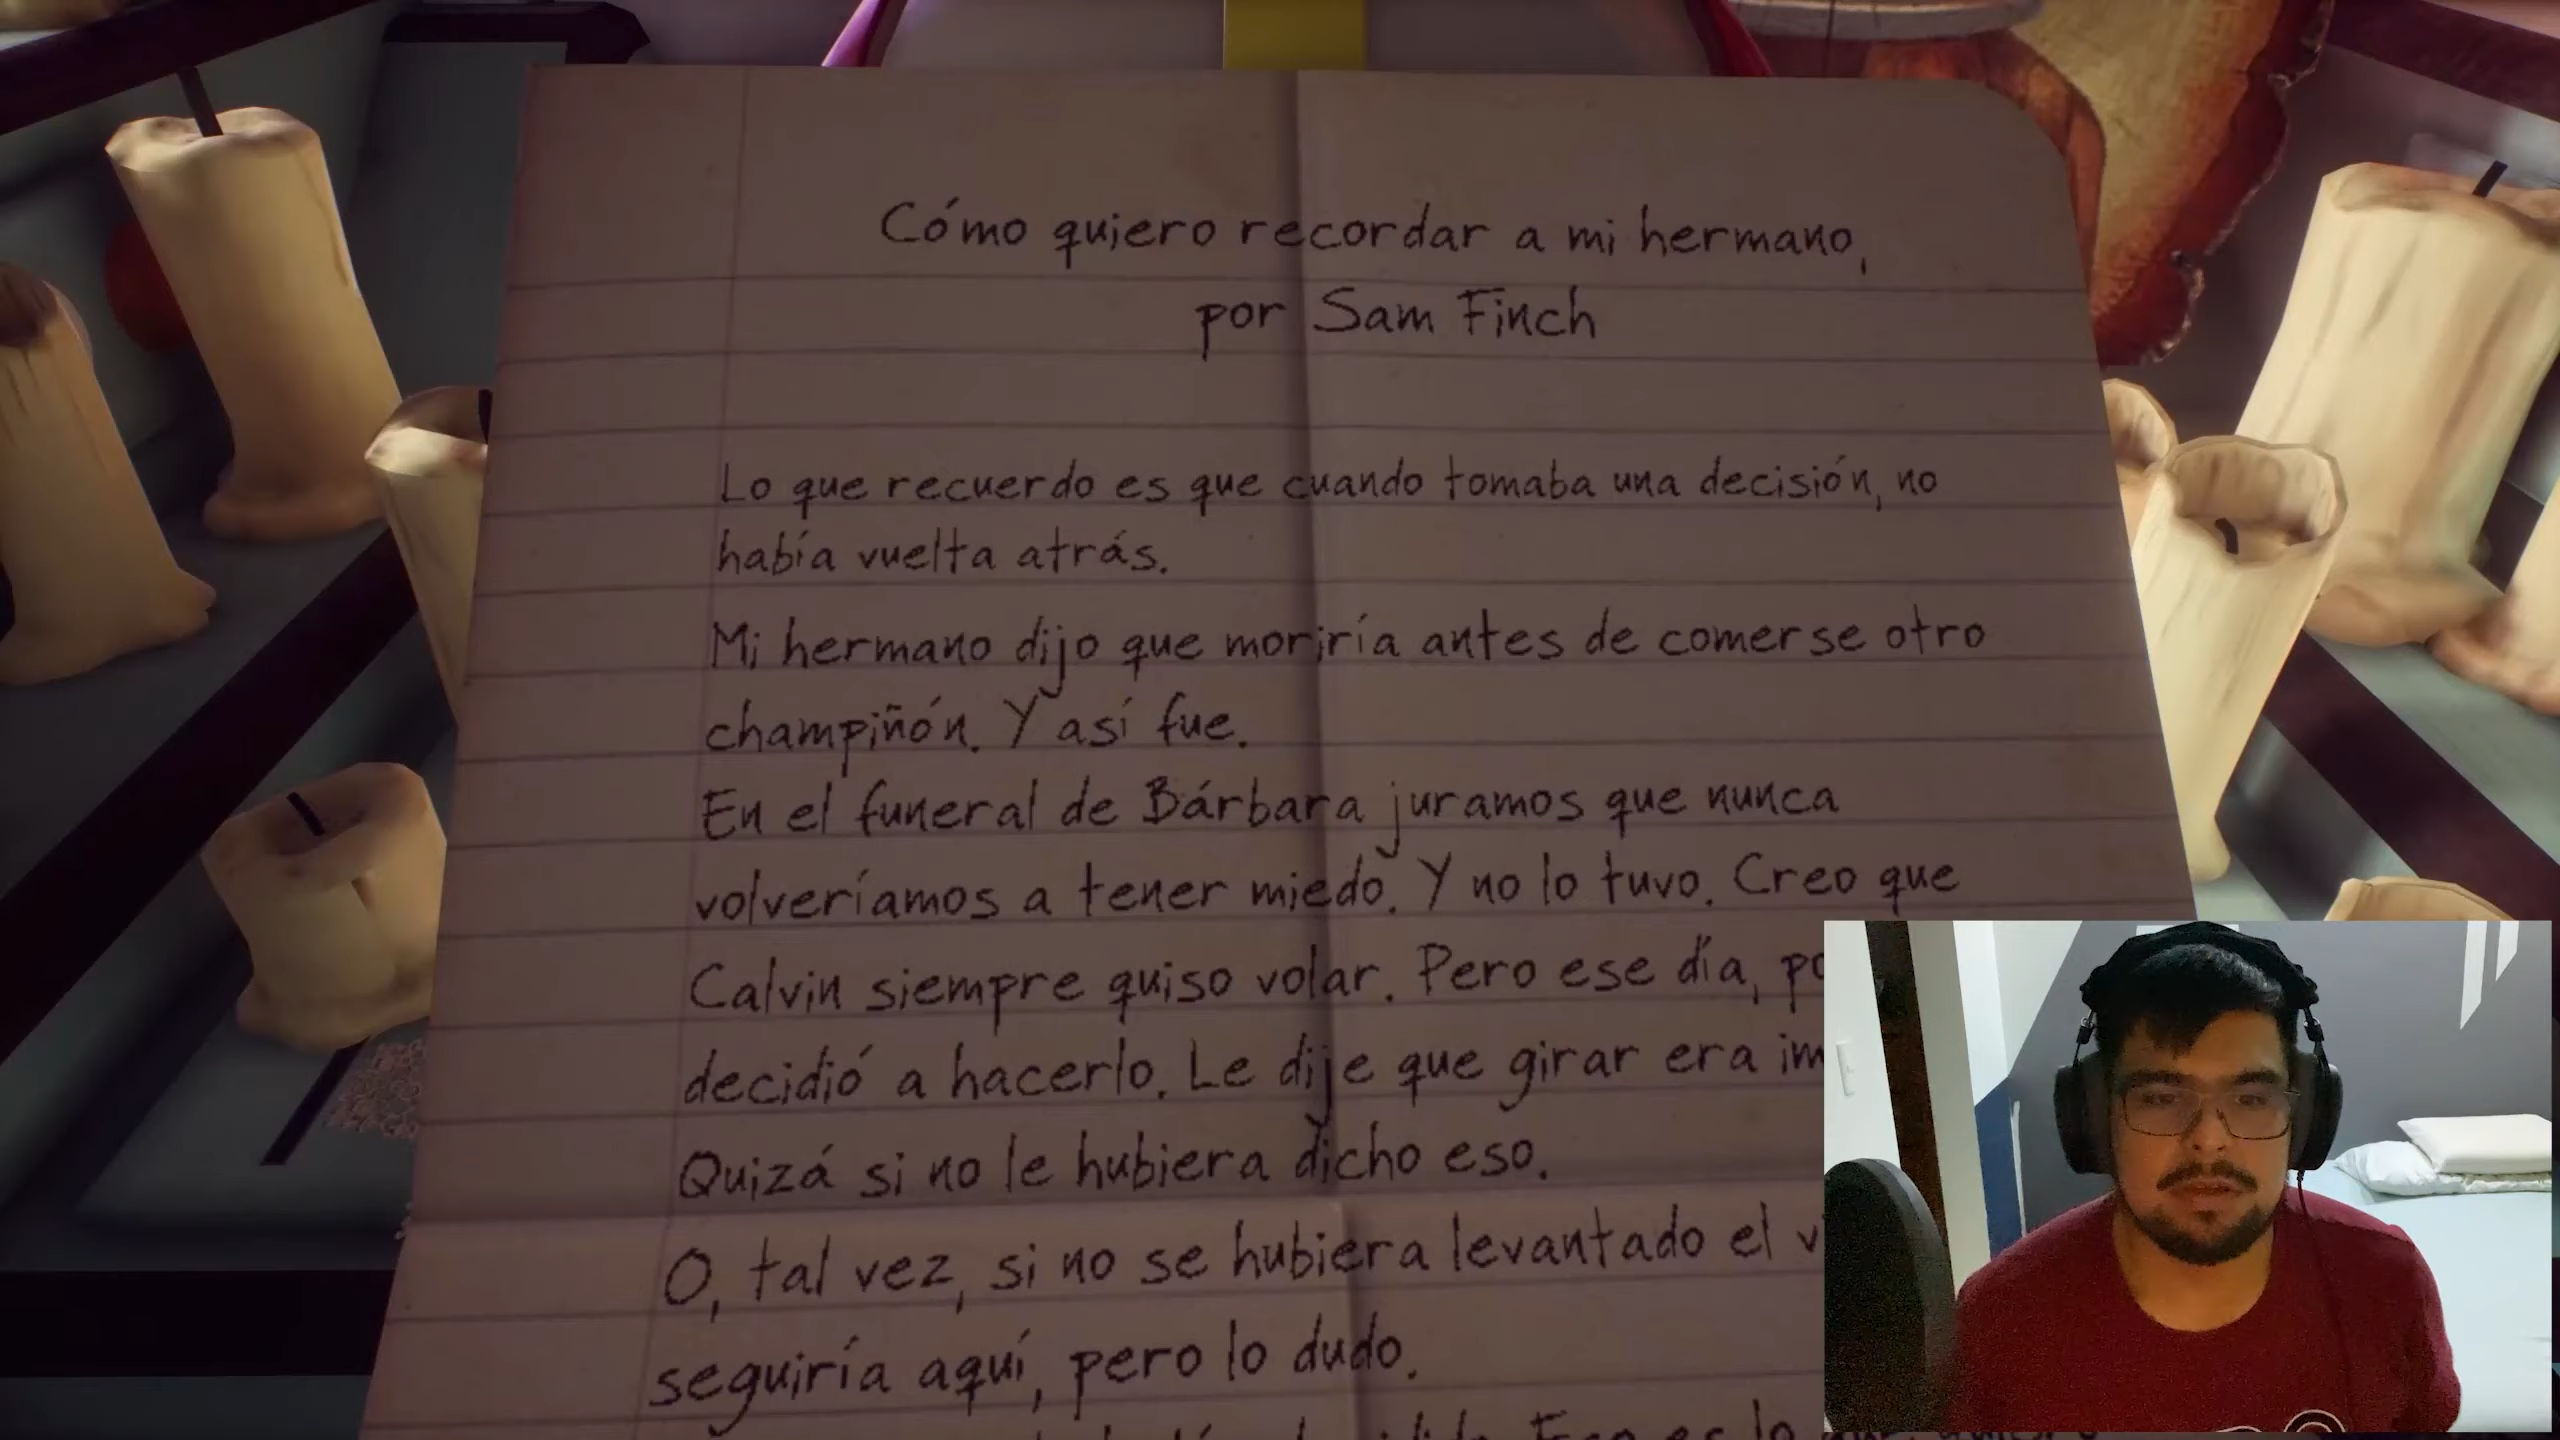 Cómo quiero recordar a mi hermano,
por Sam Finch
Lo que recuerdo es que cuando tomaba una decisión, no
había vuelta atrás.
Mi hermano dijo que moriría antes de comerse otro
champiñón. Y así fue.
En el funeral de Bárbara juramos que nunca
volveríamos a tener miedo. Y no lo tuvo. Creo que
Calvin siempre quiso volar. Pero ese día,
decidió a hacerlo. Le dije que girar era
Quizá si no le hubiera dicho eso.
O, tal vez, si no se hubiera levantado el
seguiría aquí, pero lo dudo.